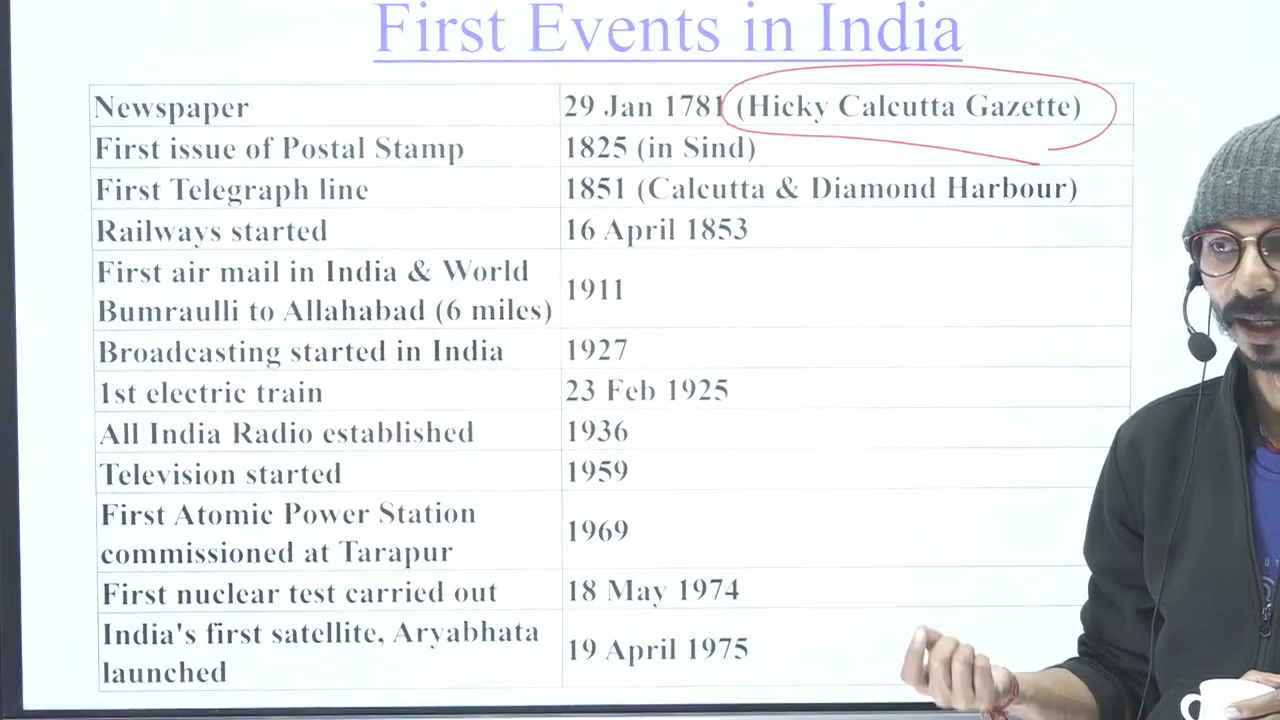 First Events in India
Newspaper 29 Jan 1781 (Hicky Calcutta Gazette)
First issue of Postal Stamp 1825 (in Sind)
First Telegraph line 1851 (Calcutta & Diamond Harbour)
Railways started 16 April 1853
First air mail in India & World
Bumraulli to Allahabad (6 miles) 1911
Broadcasting started in India 1927
1st electric train 23 Feb 1925
All India Radio established 1936
Television started 1959
First Atomic Power Station
commissioned at Tarapur 1969
First nuclear test carried out 18 May 1974
India's first satellite, Aryabhata
launched 19 April 1975